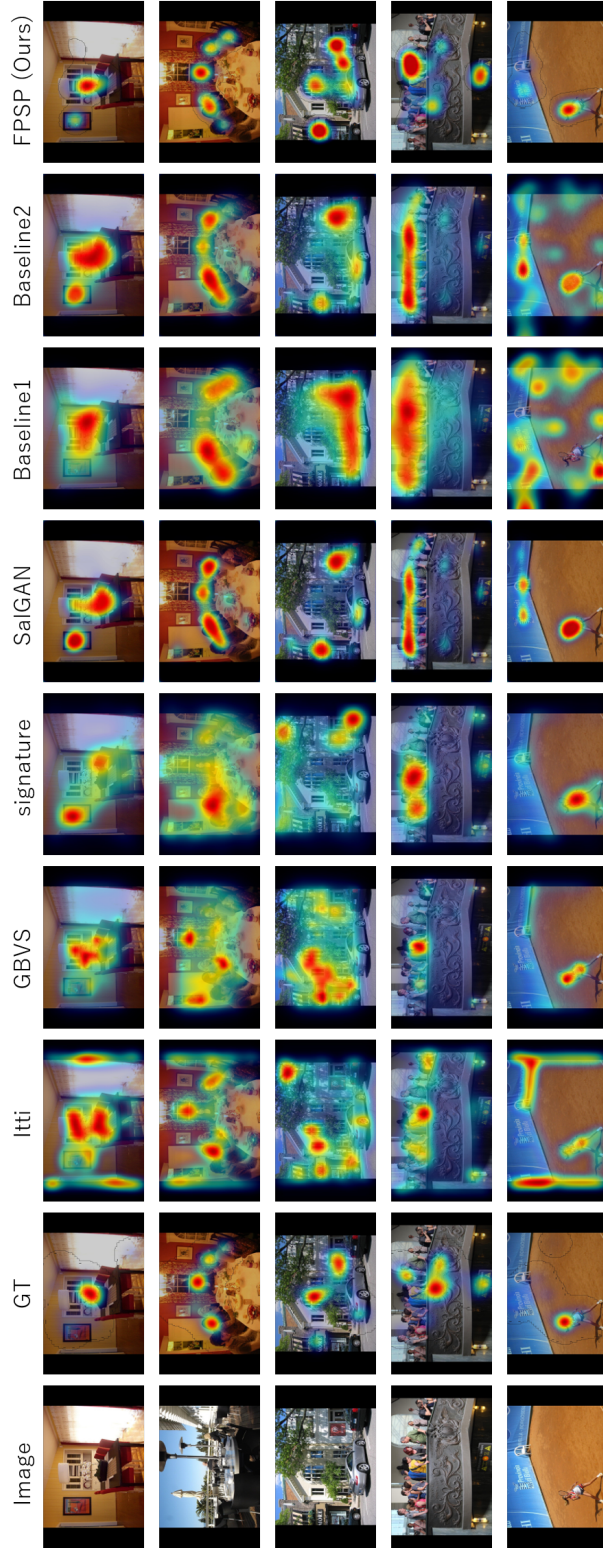 Image
GT
Itti
GBVS
signature
SalGAN
Baseline1
Baseline2
FPSP (Ours)